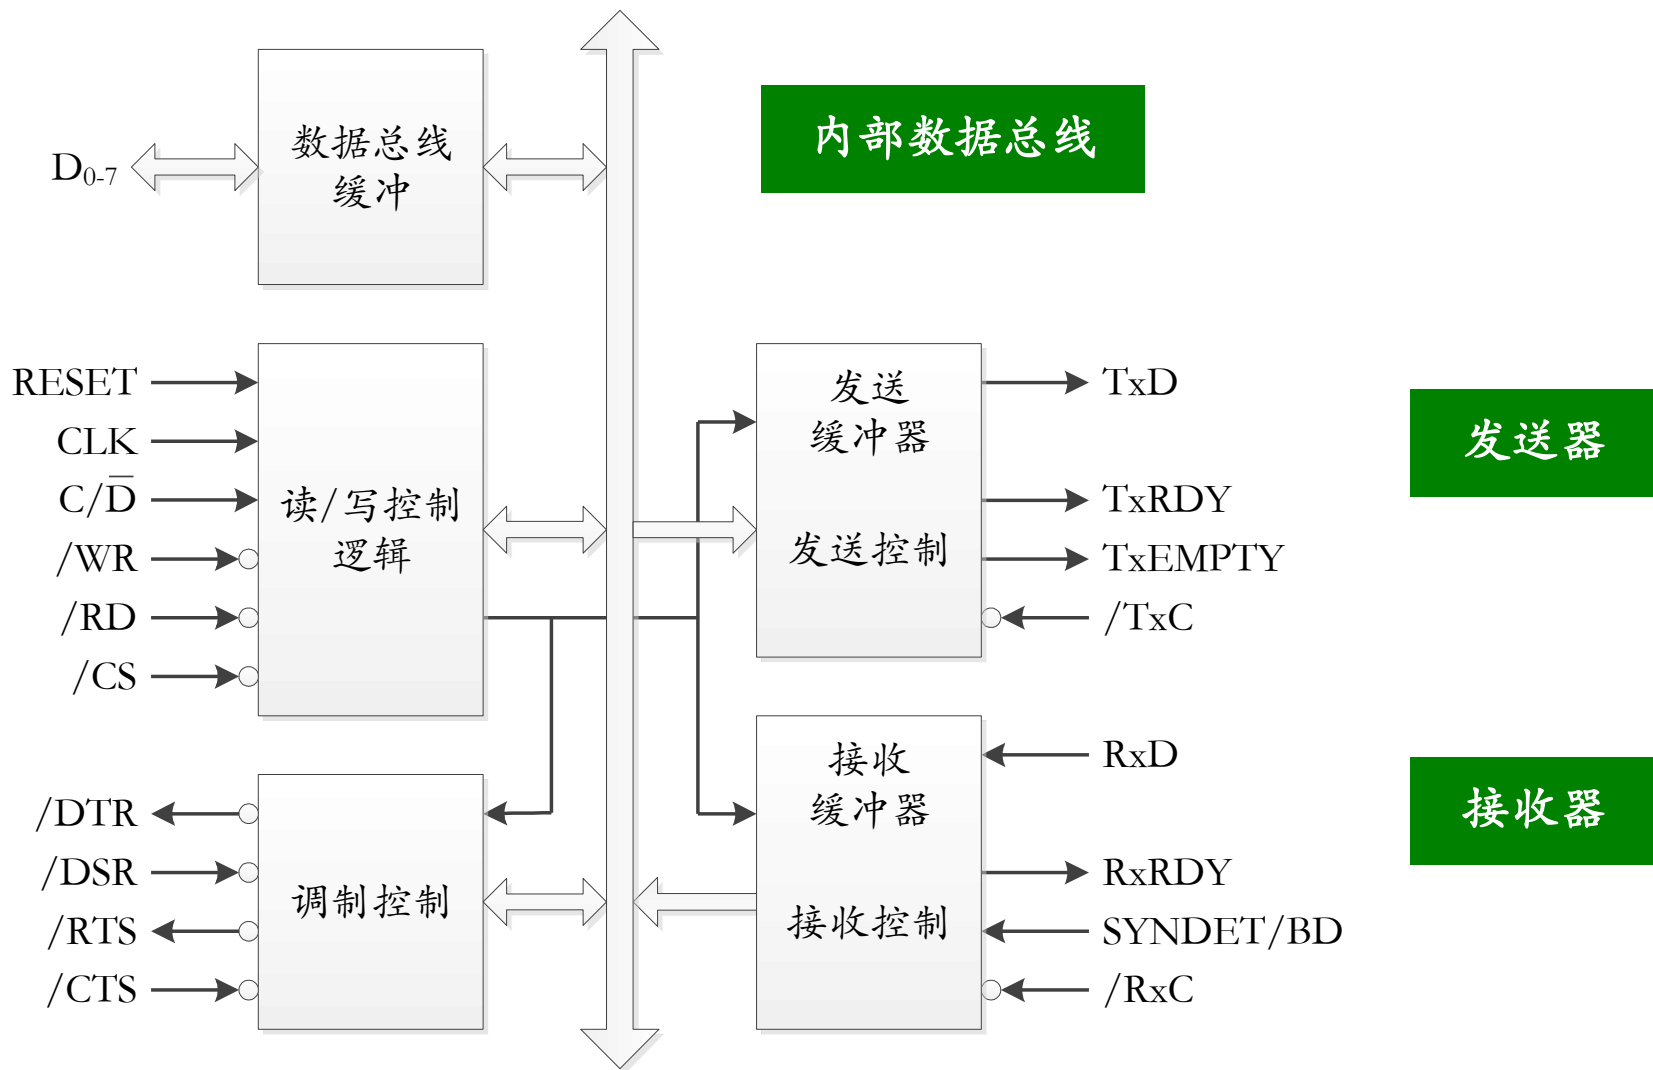 D0-7
数据总线
缓冲
内部数据总线
RESET
CLK
C/D̅
/WR
/RD
/CS
读/写控制
逻辑
发送
缓冲器
发送控制
TxD
TxRDY
TxEMPTY
/TxC
发送器
/DTR
/DSR
/RTS
/CTS
调制控制
接收
缓冲器
接收控制
RxD
RxRDY
SYNDET/BD
/RxC
接收器